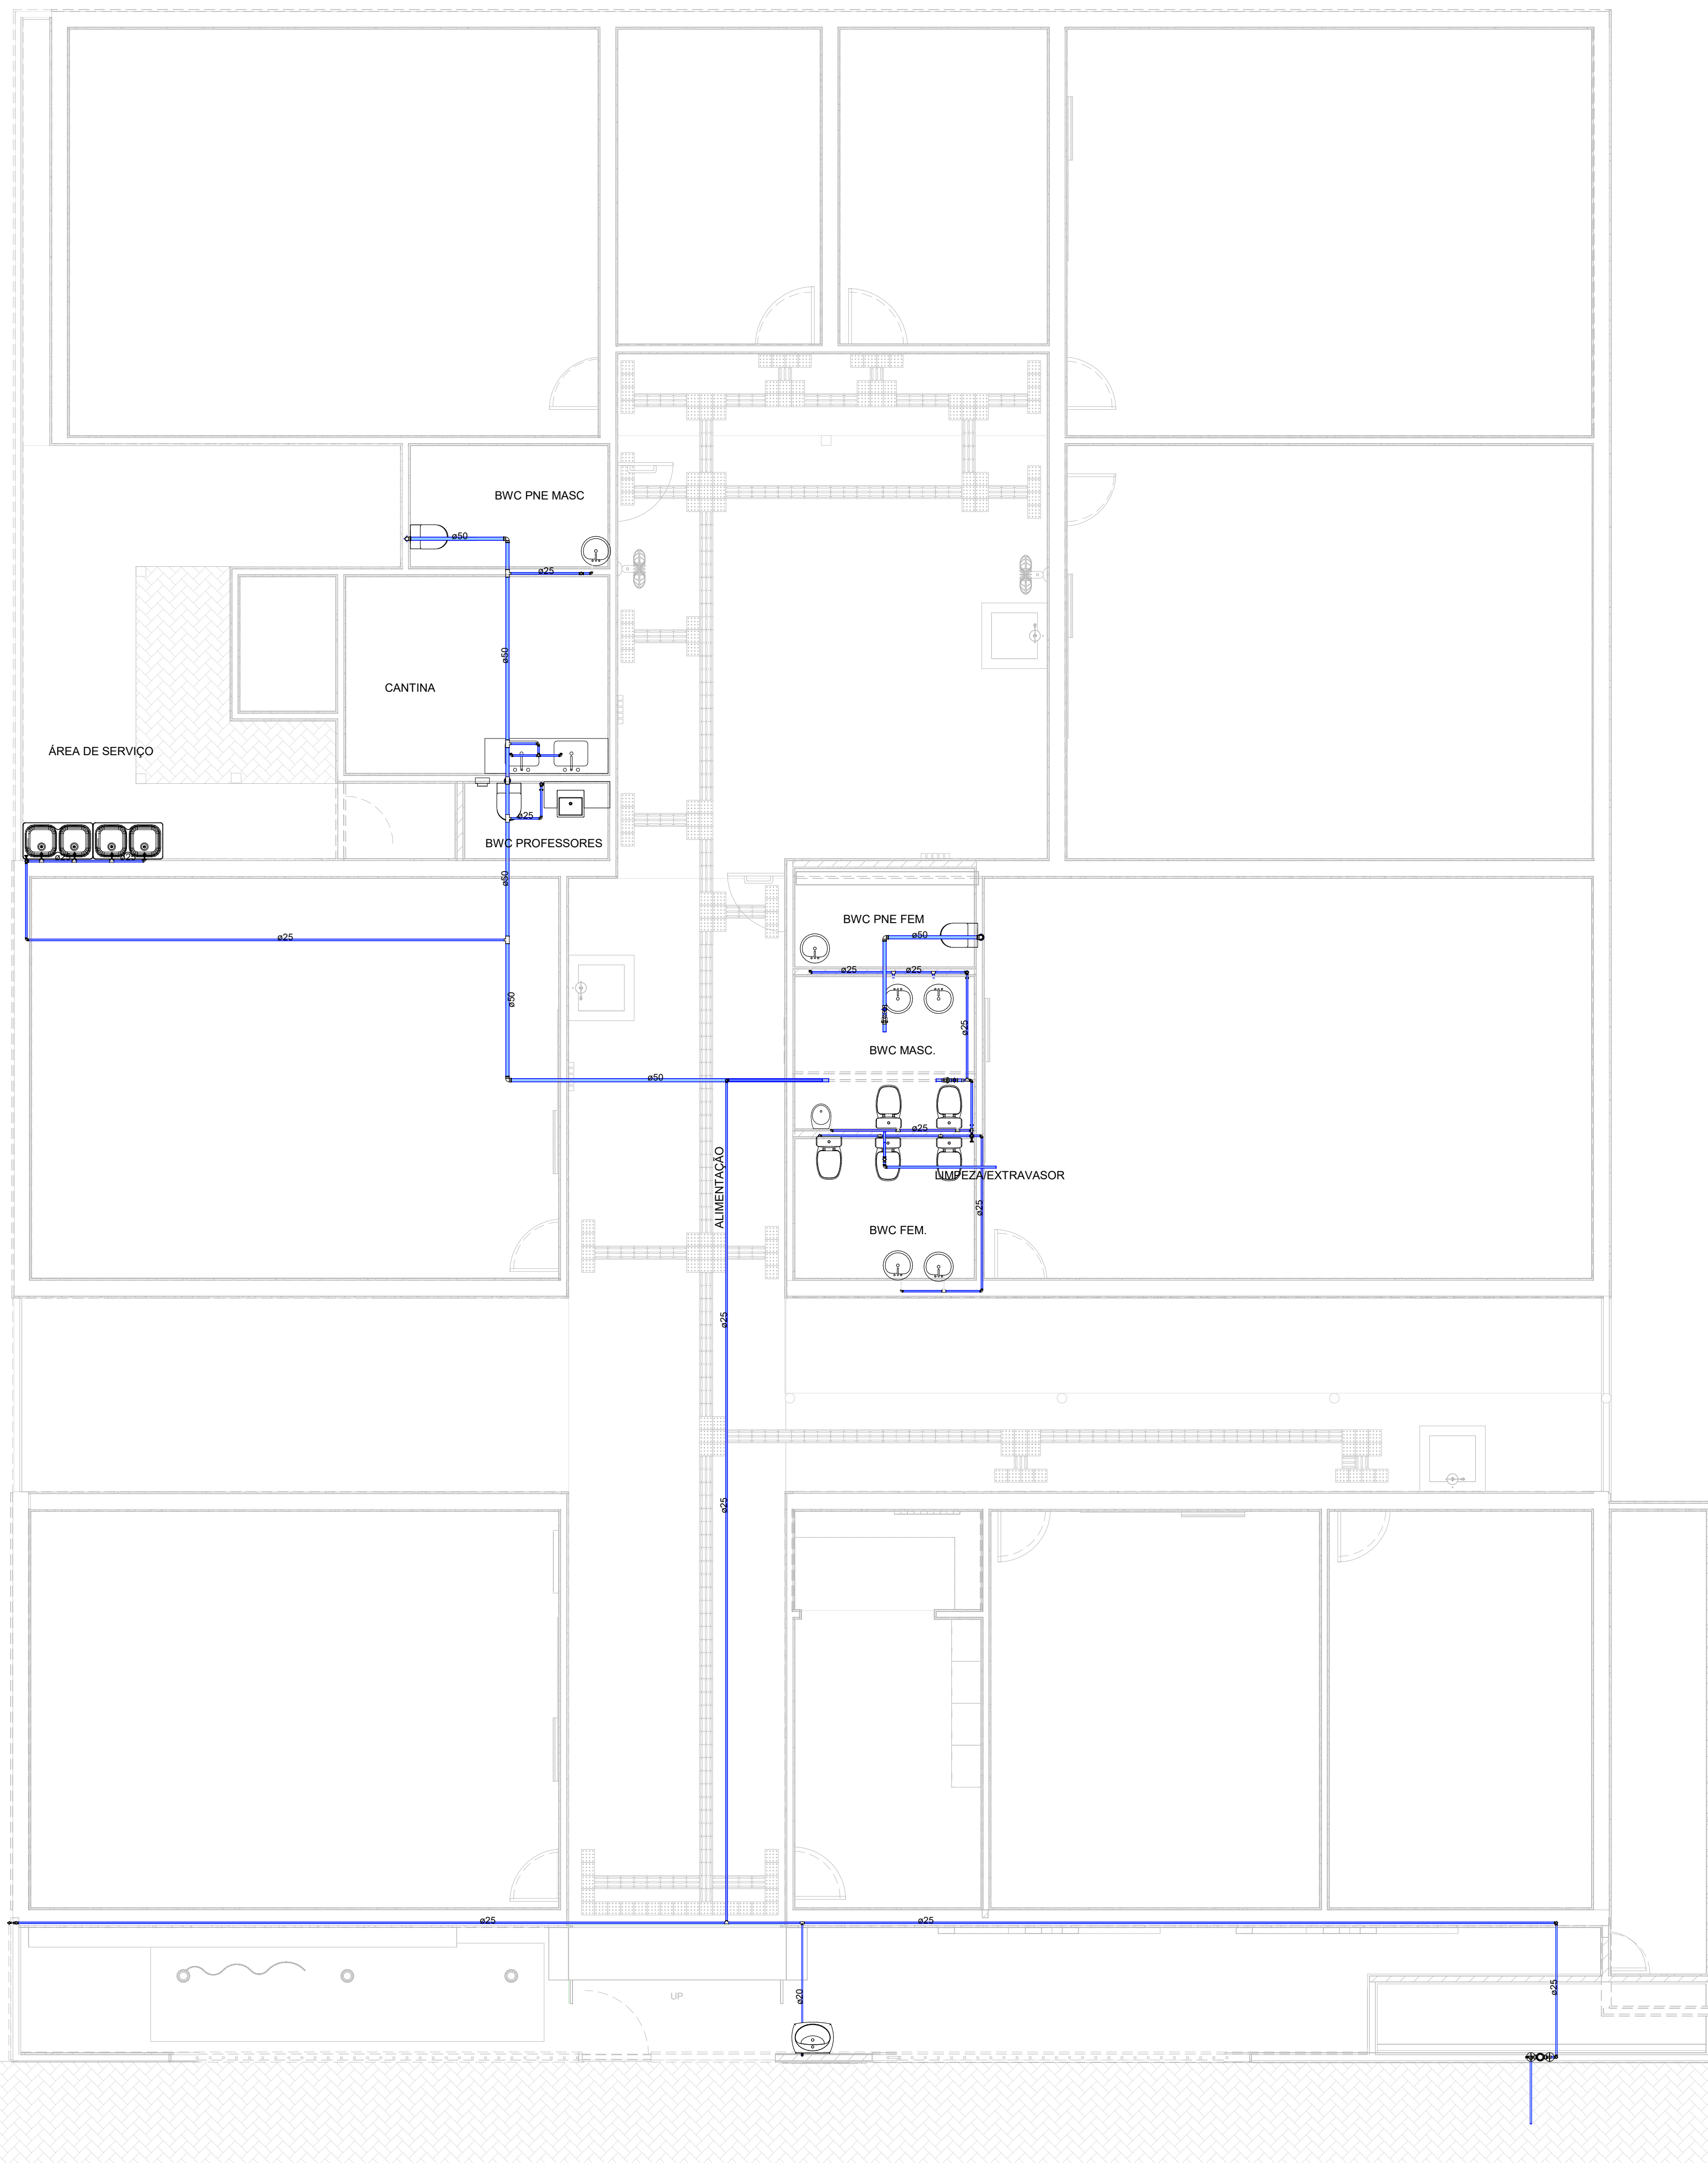 BWC PNE MASC
ø50
ø25
ø50
CANTINA
ÁREA DE SERVIÇO
ø25
BWC PROFESSORES
ø25
ø25
ø50
BWC PNE FEM
ø50
ø25
ø25
ø25
ø50
ø25
BWC MASC.
ø50
ø25
ALIMENTAÇÃO
LIMPEZA/EXTRAVASOR
ø25
BWC FEM.
ø25
ø25
ø25
ø25
ø25
ø20
UP